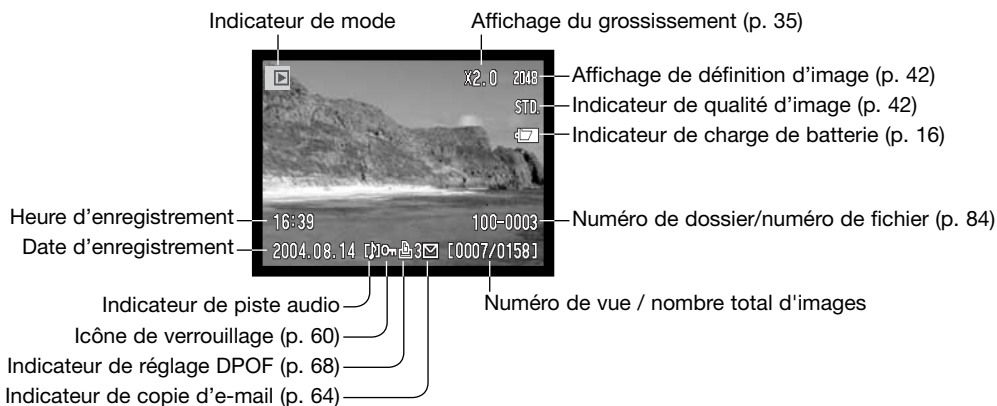 Indicateur de mode
Affichage du grossissement (p. 35)
X2.0 2048
Affichage de définition d’image (p. 42)
STD.
Indicateur de qualité d’image (p. 42)
Indicateur de charge de batterie (p. 16)
Heure d’enregistrement
16:39
100-0003
Numéro de dossier/numéro de fichier (p. 84)
Date d’enregistrement
2004.08.14
3
[0007/0158]
Indicateur de piste audio
Numéro de vue / nombre total d'images
Icône de verrouillage (p. 60)
Indicateur de réglage DPOF (p. 68)
Indicateur de copie d’e-mail (p. 64)